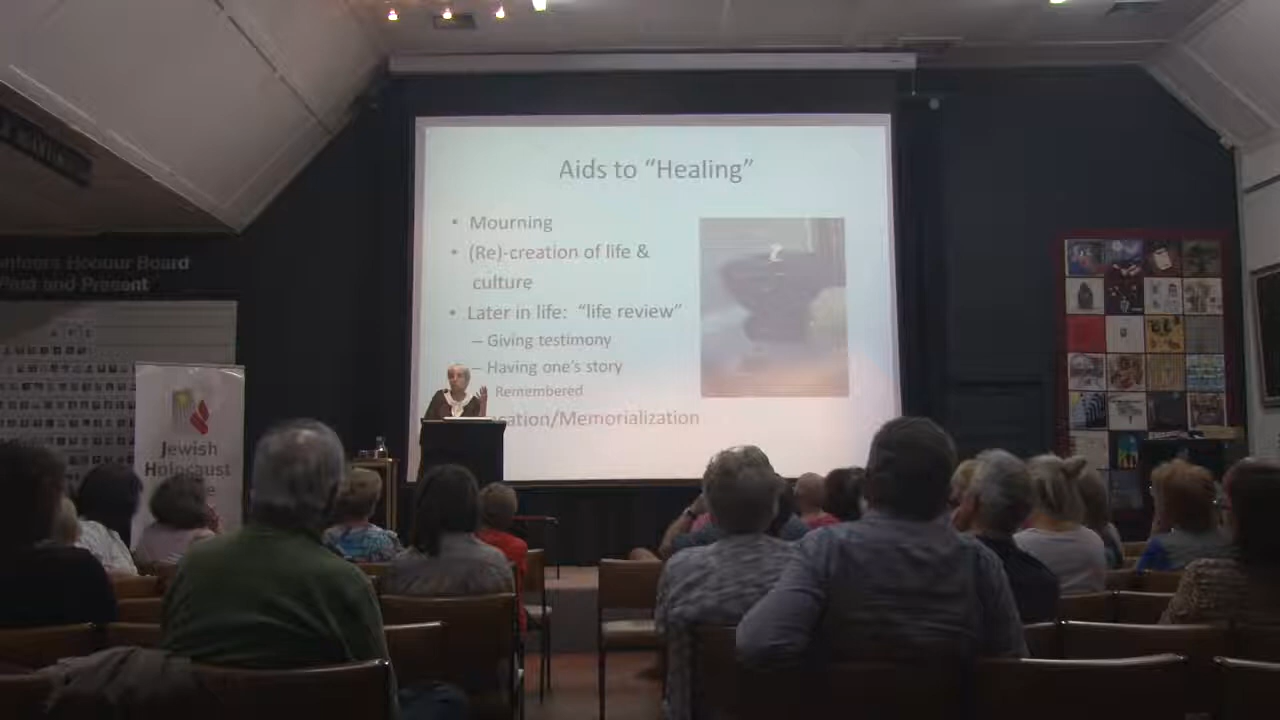 Aids to “Healing”
• Mourning
• (Re)-creation of life &
culture
• Later in life: “life review”
– Giving testimony
– Having one’s story
Remembered
Honour Board
Past and Present
Jewish
Holocaust